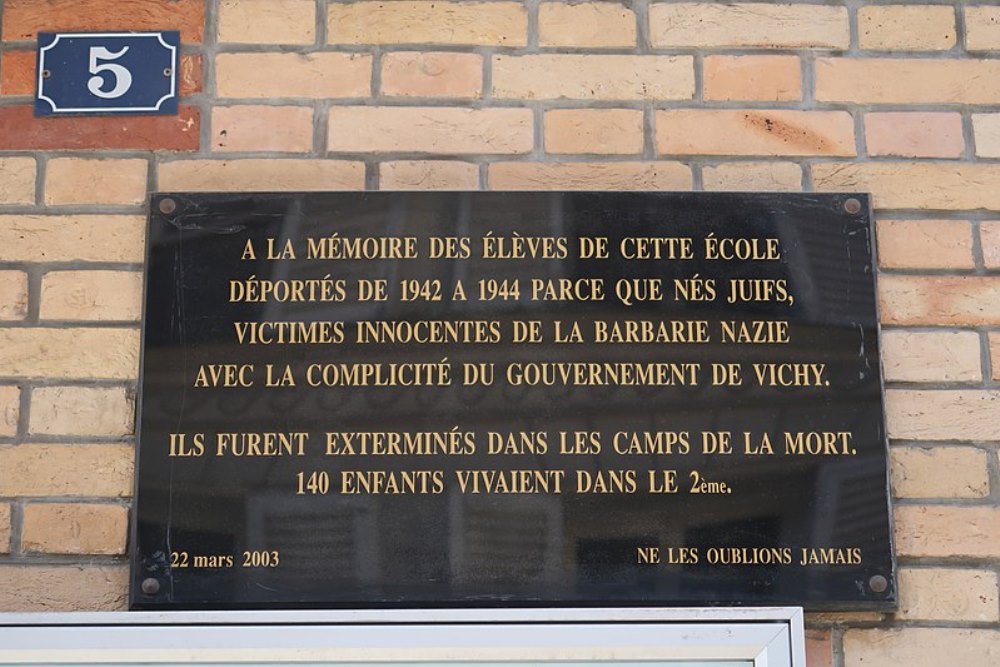 5
A LA MÉMOIRE DES ÉLÈVES DE CETTE ÉCOLE
DÉPORTÉS DE 1942 A 1944 PARCE QUE NÉS JUIFS,
VICTIMES INNOCENTES DE LA BARBARIE NAZIE
AVEC LA COMPLICITÉ DU GOUVERNEMENT DE VICHY.
ILS FURENT EXTERMINÉS DANS LES CAMPS DE LA MORT.
140 ENFANTS VIVAIENT DANS LE 2ème.
22 mars 2003 NE LES OUBLIONS JAMAIS